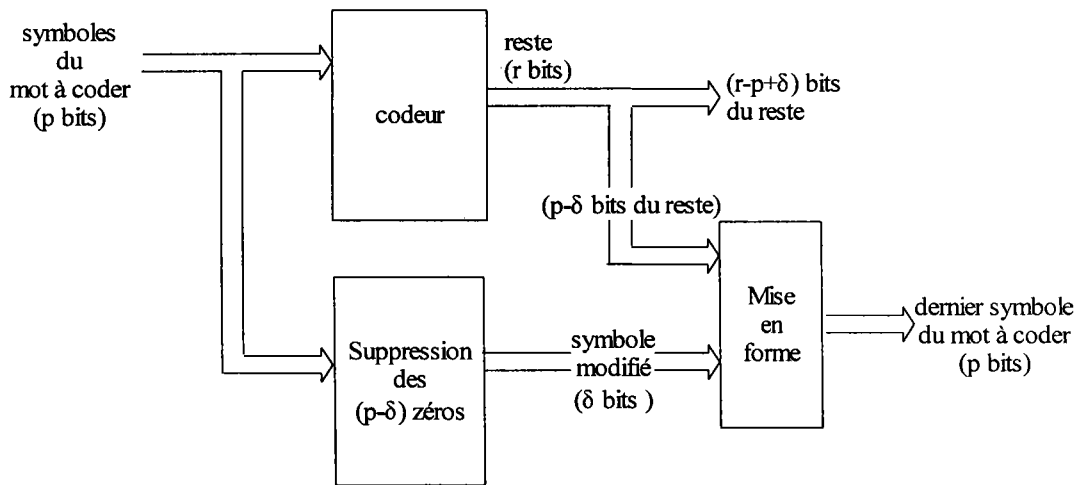 symboles
du
mot à coder
(p bits)
codeur
reste
(r bits)
(r-p+δ) bits
du reste
(p-δ bits du reste)
Suppression
des
(p-δ) zéros
symbole
modifié
(δ bits )
Mise
en
forme
dernier symbole
du mot à coder
(p bits)